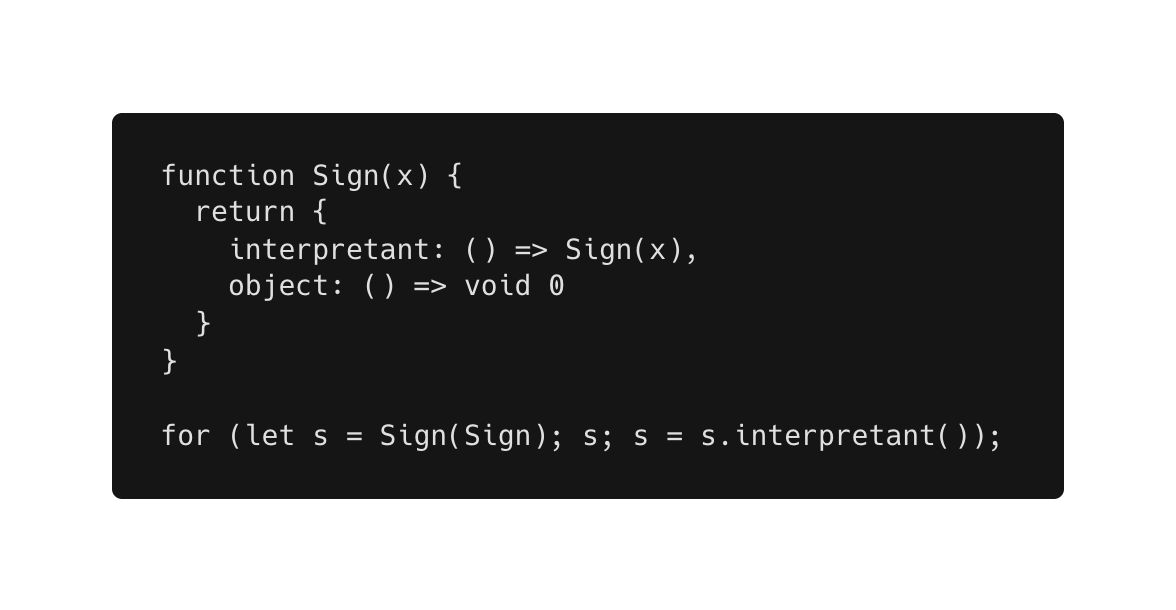 function Sign(x) {
  return {
    interpretant: () => Sign(x),
    object: () => void 0
  }
}

for (let s = Sign(Sign); s; s = s.interpretant());